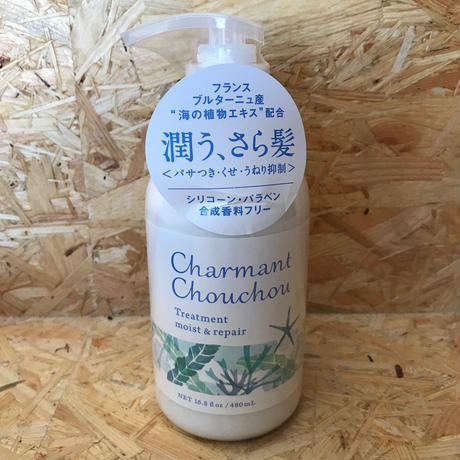 フランス
ブルターニュ産
“海の植物エキス”配合
潤う、さら髪
<パサつき・くせ・うねり抑制>
シリコーン・パラベン
合成香料フリー
Charmant
Chouchou
Treatment
moist & repair
NET 16.8 fl oz / 480mL